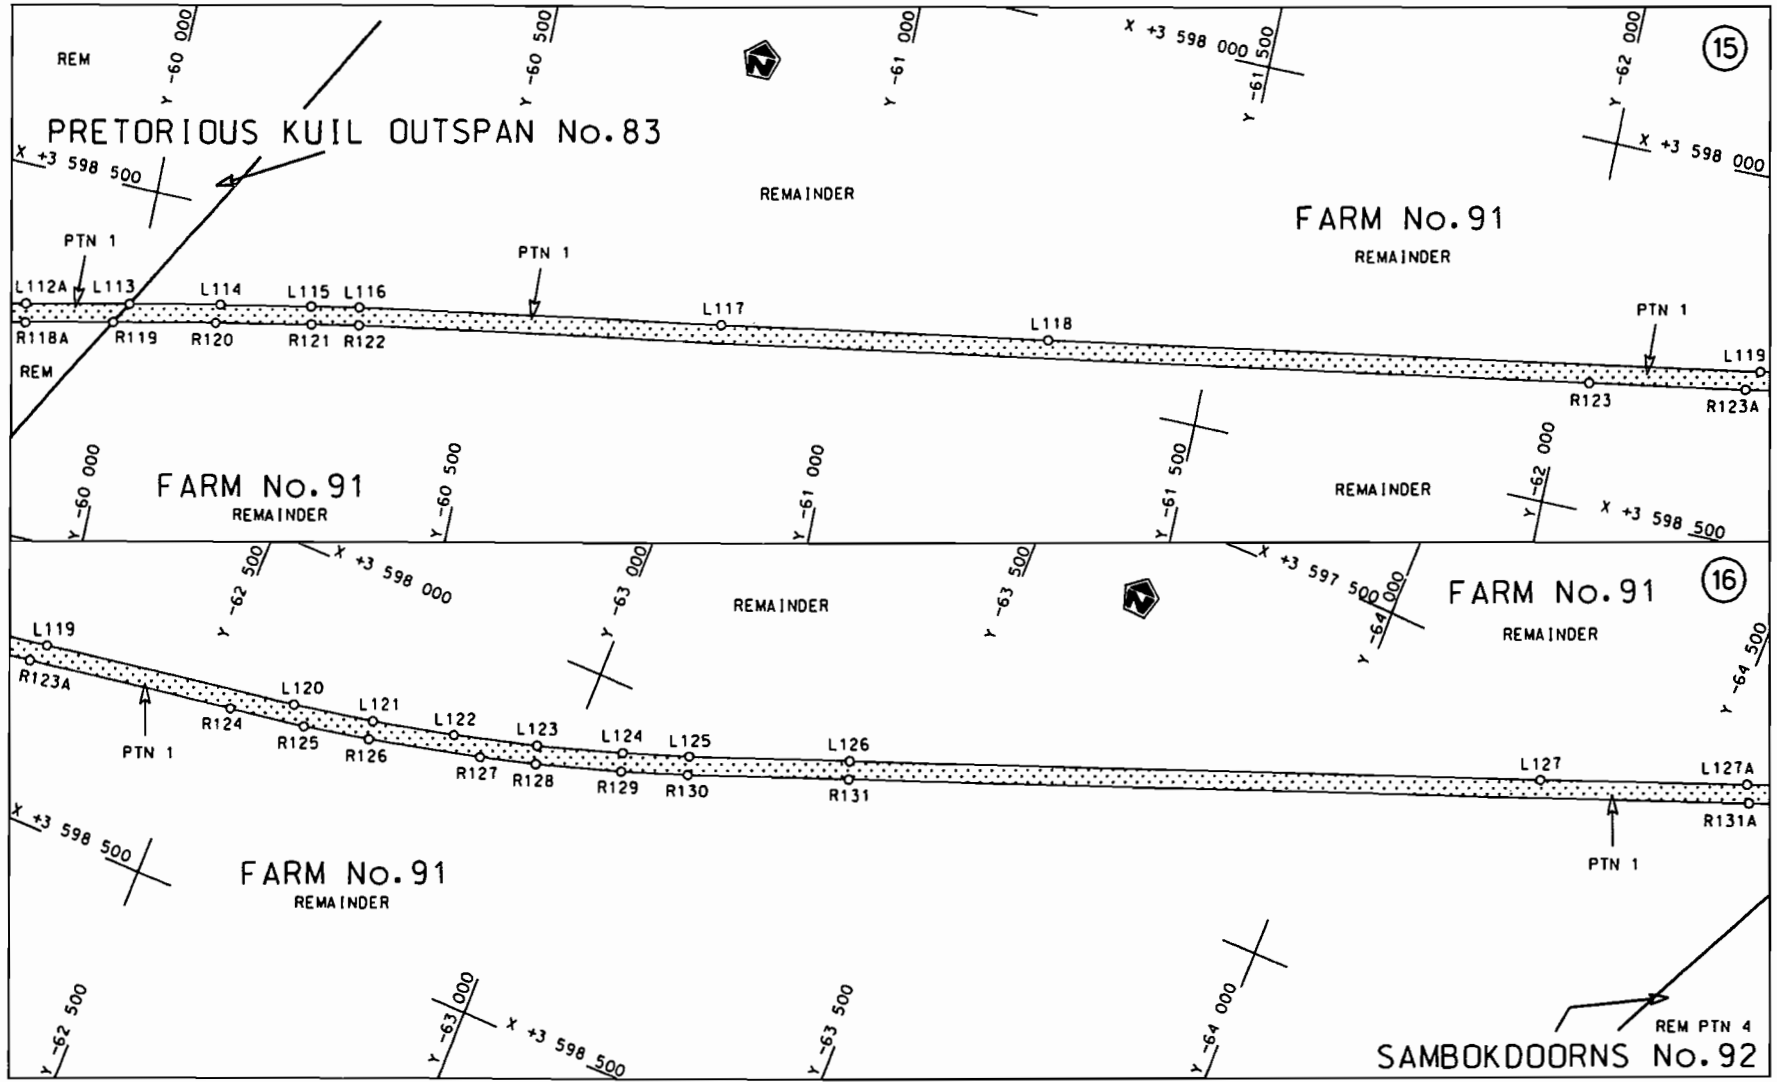 Y -60 000
Y -60 500
Y -61 000
X +3 598 000
Y -61 500
Y -62 000
15
REM
N
PRETORIOUS KUIL OUTSPAN No.83
X +3 598 500
X +3 598 000
REMAINDER
FARM No.91
REMAINDER
PTN 1
PTN 1
PTN 1
L112A
L113
L114
L115
L116
L117
L118
L119
R118A
R119
R120
R121
R122
R123
R123A
REM
Y -60 000
Y -60 500
Y -61 000
Y -61 500
Y -62 000
FARM No.91
REMAINDER
REMAINDER
X +3 598 500
Y -62 500
X +3 598 000
Y -63 000
Y -63 500
X +3 597 500
Y -64 000
16
REMAINDER
N
FARM No.91
REMAINDER
Y -64 500
L119
L120
L121
L122
L123
L124
L125
L126
L127
L127A
R123A
R124
R125
R126
R127
R128
R129
R130
R131
R131A
PTN 1
PTN 1
X +3 598 500
FARM No.91
REMAINDER
Y -62 500
Y -63 000
X +3 598 500
Y -63 500
Y -64 000
REM PTN 4
SAMBOKDOORNS No.92